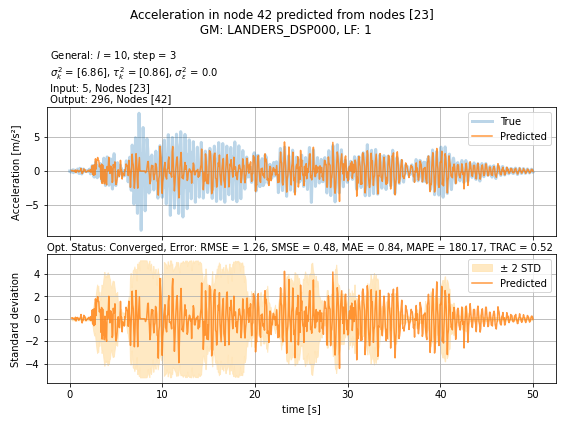 Acceleration in node 42 predicted from nodes [23]
GM: LANDERS_DSP000, LF: 1
General: l = 10, step = 3
σ²ₖ = [6.86], τ²ₖ = [0.86], σ²ε = 0.0
Input: 5, Nodes [23]
Output: 296, Nodes [42]
Acceleration [m/s²]
5
0
−5
True
Predicted
Opt. Status: Converged, Error: RMSE = 1.26, SMSE = 0.48, MAE = 0.84, MAPE = 180.17, TRAC = 0.52
Standard deviation
4
2
0
−2
−4
± 2 STD
Predicted
0 10 20 30 40 50
time [s]